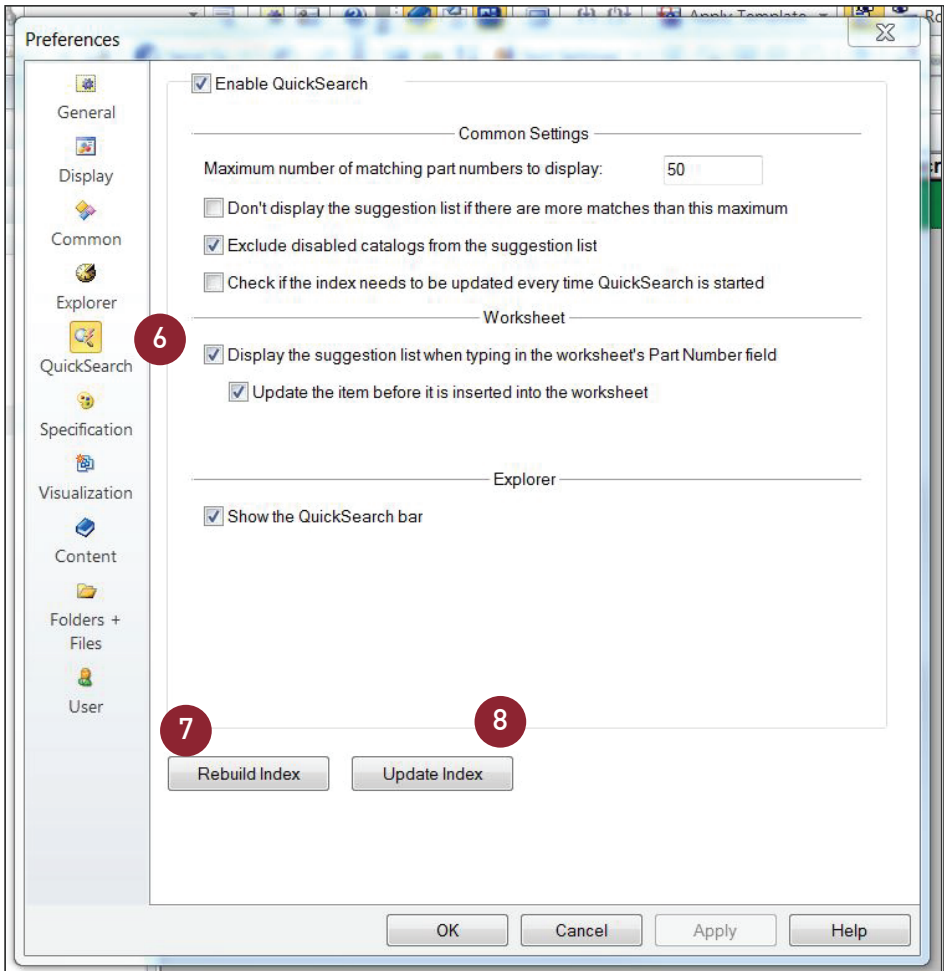 Apply Template
Preferences
General
Display
Common
Explorer
QuickSearch
Specification
Visualization
Content
Folders +
Files
User
Enable QuickSearch
Common Settings
Maximum number of matching part numbers to display: 50
Don't display the suggestion list if there are more matches than this maximum
Exclude disabled catalogs from the suggestion list
Check if the index needs to be updated every time QuickSearch is started
Worksheet
6
Display the suggestion list when typing in the worksheet's Part Number field
Update the item before it is inserted into the worksheet
Explorer
Show the QuickSearch bar
7
8
Rebuild Index Update Index
OK Cancel Apply Help